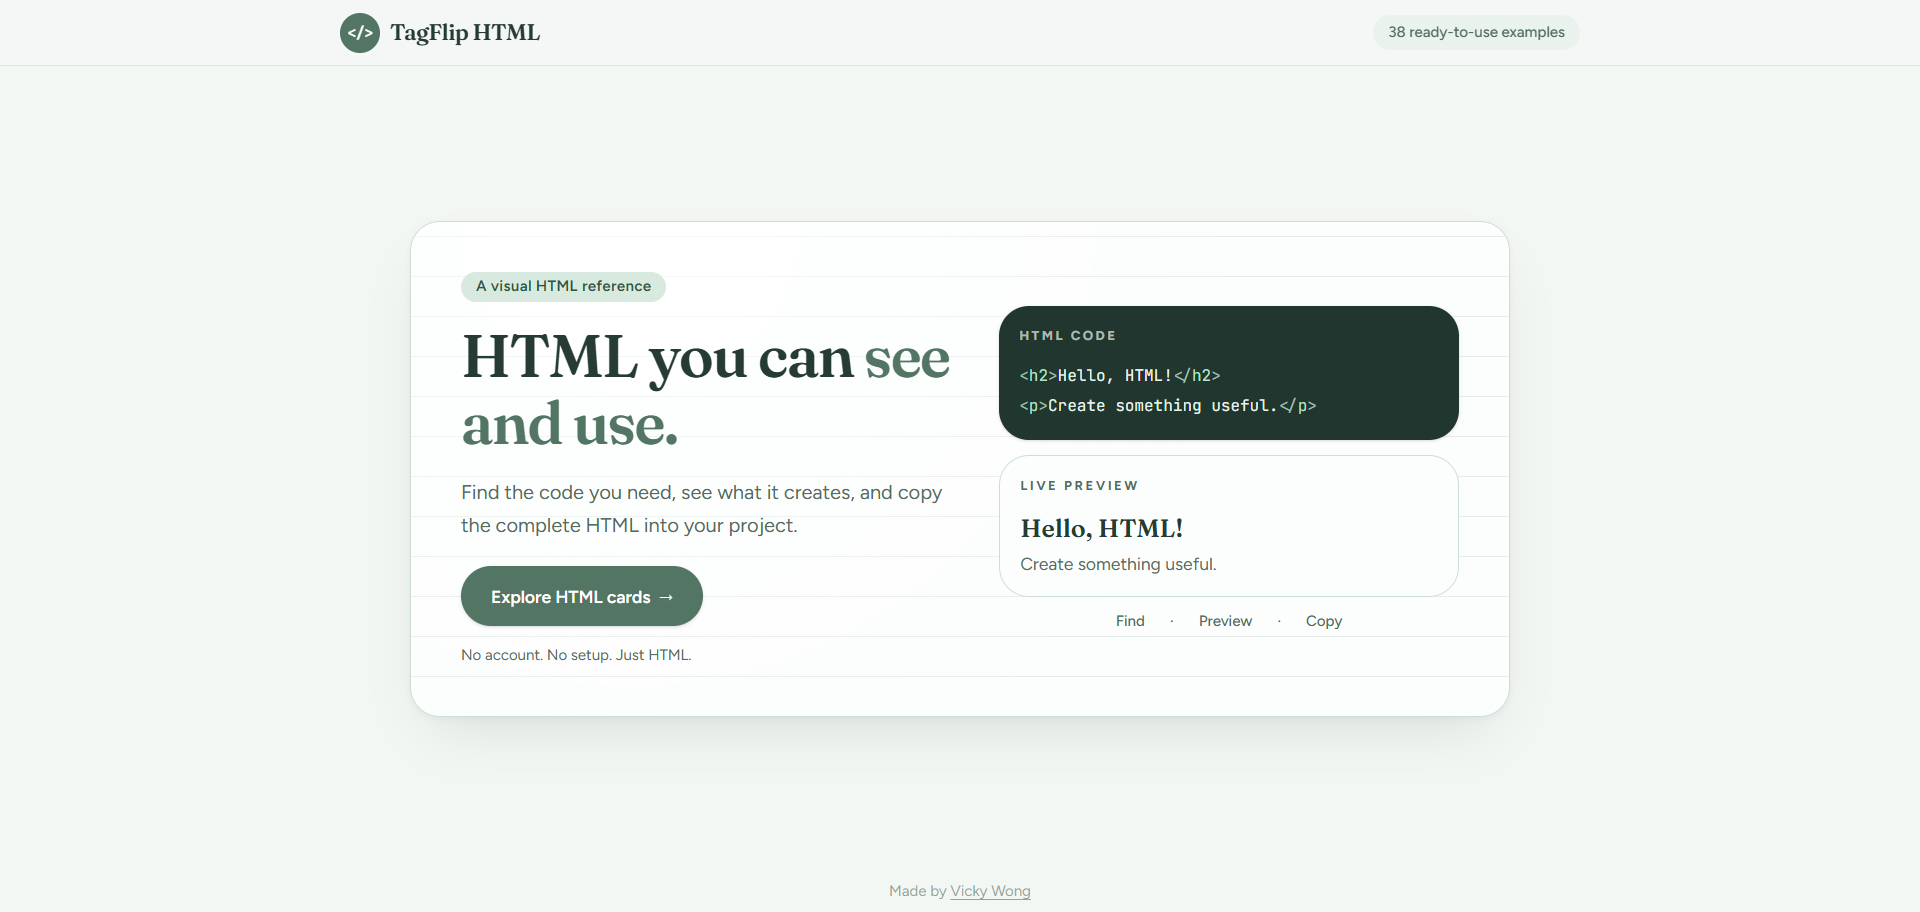 </> TagFlip HTML
38 ready-to-use examples
A visual HTML reference
HTML you can see
and use.
Find the code you need, see what it creates, and copy
the complete HTML into your project.
Explore HTML cards →
No account. No setup. Just HTML.
HTML CODE
<h2>Hello, HTML!</h2>
<p>Create something useful.</p>
LIVE PREVIEW
Hello, HTML!
Create something useful.
Find · Preview · Copy
Made by Vicky Wong